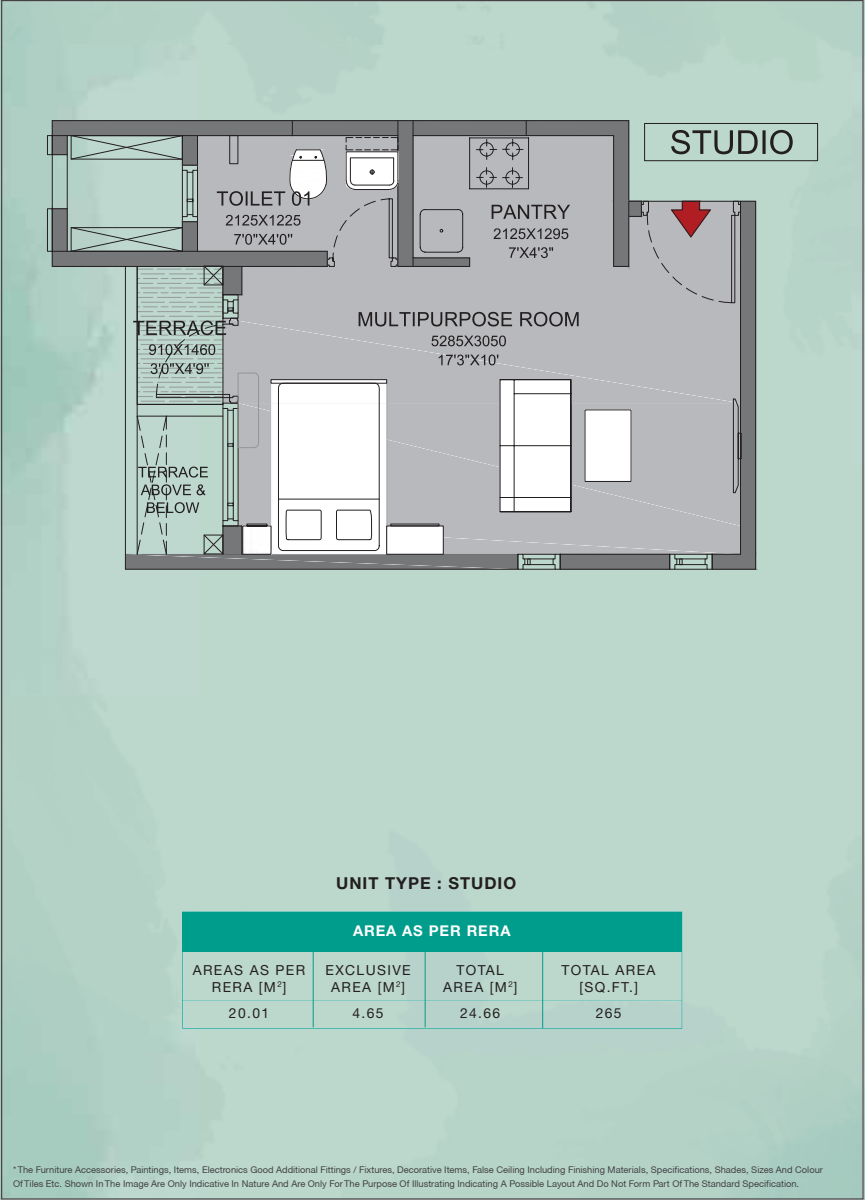 STUDIO
TOILET 01
2125X1225
7'0"X4'0"
PANTRY
2125X1295
7'X4'3"
MULTIPURPOSE ROOM
5285X3050
17'3"X10'
TERRACE
910X1460
3'0"X4'9"
TERRACE
ABOVE &
BELOW
UNIT TYPE : STUDIO
AREA AS PER RERA
AREAS AS PER
RERA [M²]
EXCLUSIVE
AREA [M²]
TOTAL
AREA [M²]
TOTAL AREA
[SQ.FT.]
20.01
4.65
24.66
265
*The Furniture Accessories, Paintings, Items, Electronics Good Additional Fittings / Fixtures, Decorative Items, False Ceiling Including Finishing Materials, Specifications, Shades, Sizes And Colour
Of Tiles Etc. Shown In The Image Are Only Indicative In Nature And Are Only For The Purpose Of Illustrating Indicating A Possible Layout And Do Not Form Part Of The Standard Specification.